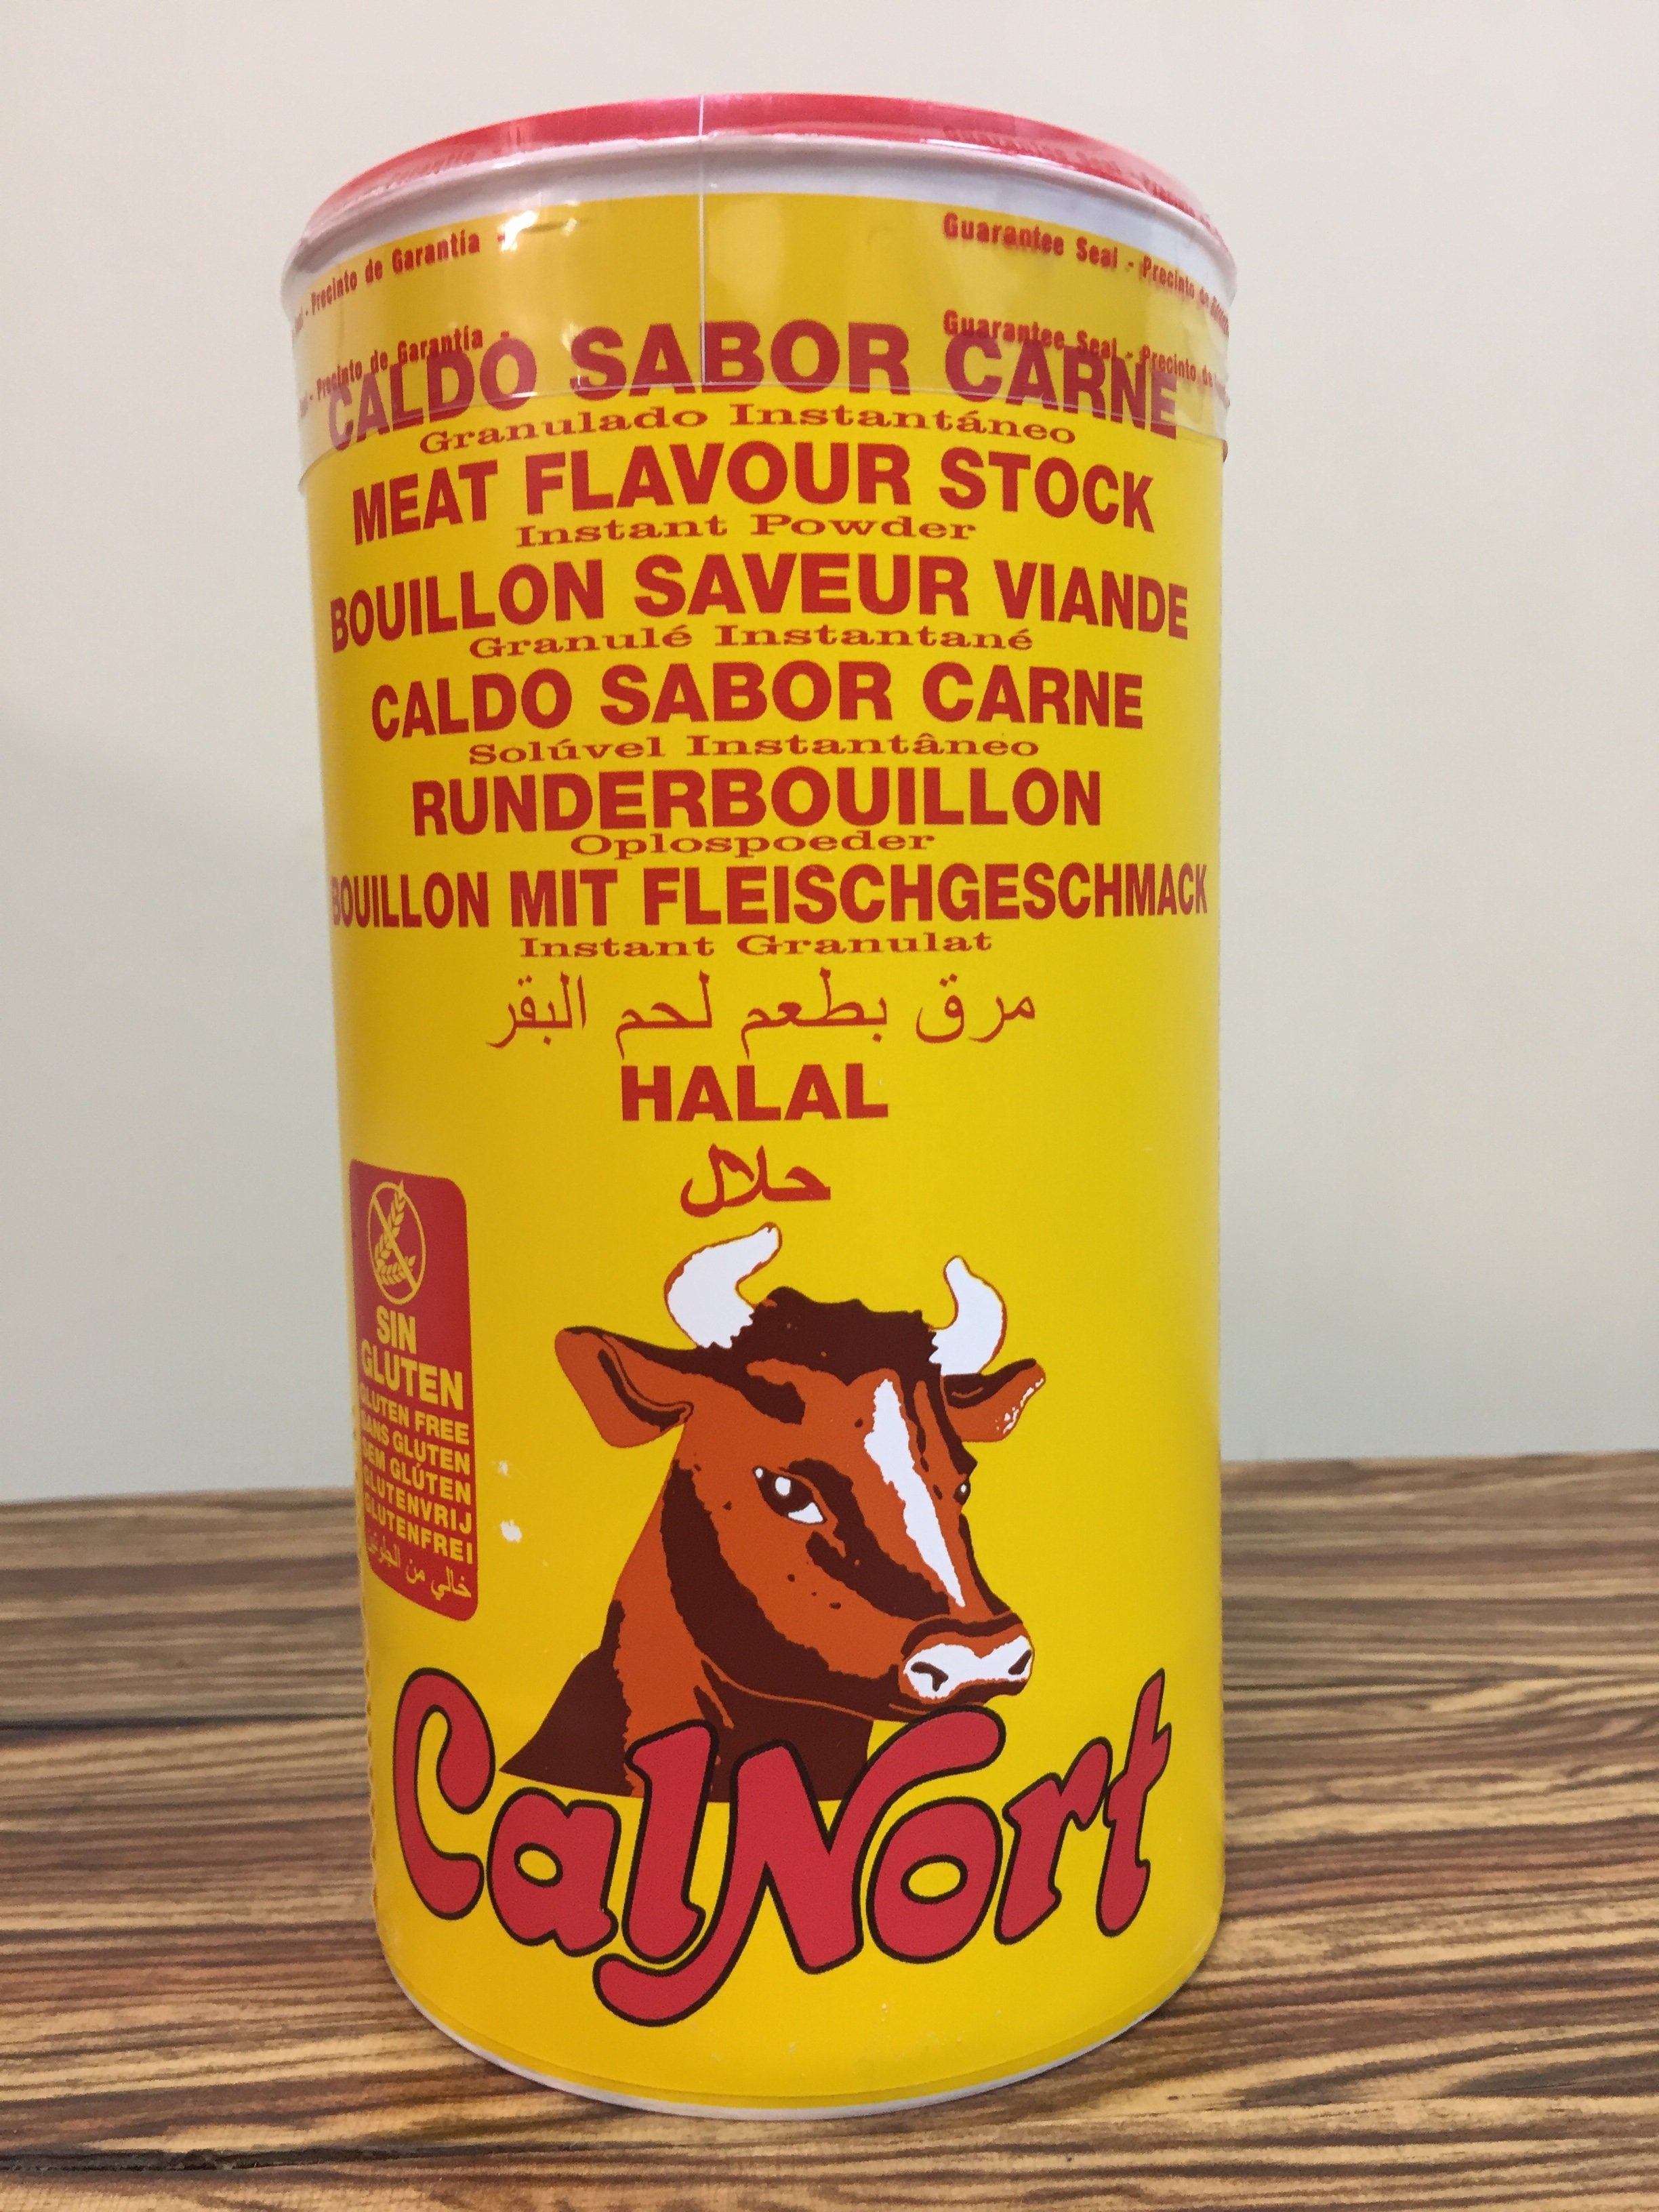 Precinto de Garantía -
Guarantee Seal - Precinto de
Precinto de Garantía -
Guarantee Seal - Precinto de
CALDO SABOR CARNE
Granulado Instantáneo
MEAT FLAVOUR STOCK
Instant Powder
BOUILLON SAVEUR VIANDE
Granulé Instantané
CALDO SABOR CARNE
Solúvel Instantâneo
RUNDERBOUILLON
Oplospoeder
BOUILLON MIT FLEISCHGESCHMACK
Instant Granulat
مرق بطعم لحم البقر
HALAL
حلال
SIN
GLUTEN
GLUTEN FREE
SANS GLUTEN
SEM GLÚTEN
GLUTENVRIJ
GLUTENFREI
خالي من الجلوتين
CalNort